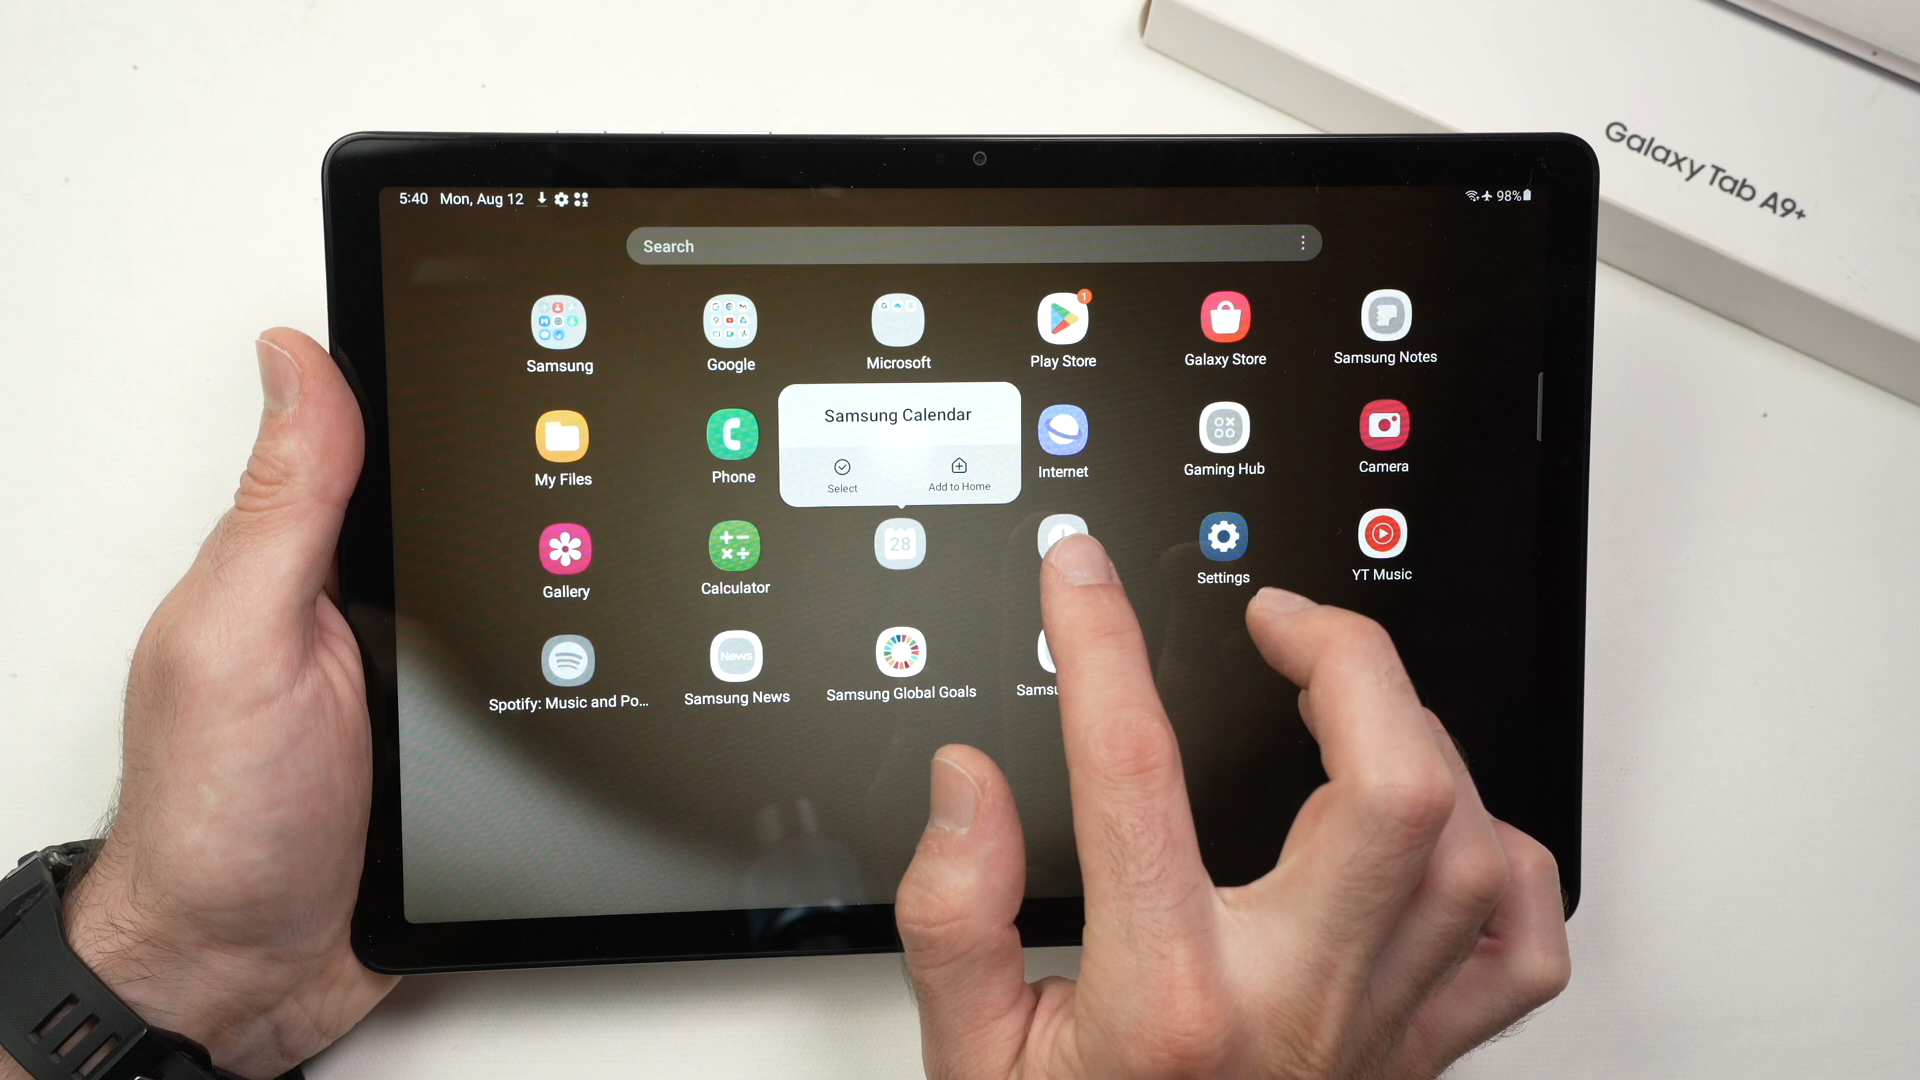 Galaxy Tab A9+
5:40 Mon, Aug 12
98%
Search
1
Samsung
Google
Microsoft
Play Store
Galaxy Store
Samsung Notes
My Files
Phone
Samsung Calendar
Select
Add to Home
Internet
Gaming Hub
Camera
Gallery
Calculator
28
Settings
YT Music
News
Spotify: Music and Po...
Samsung News
Samsung Global Goals